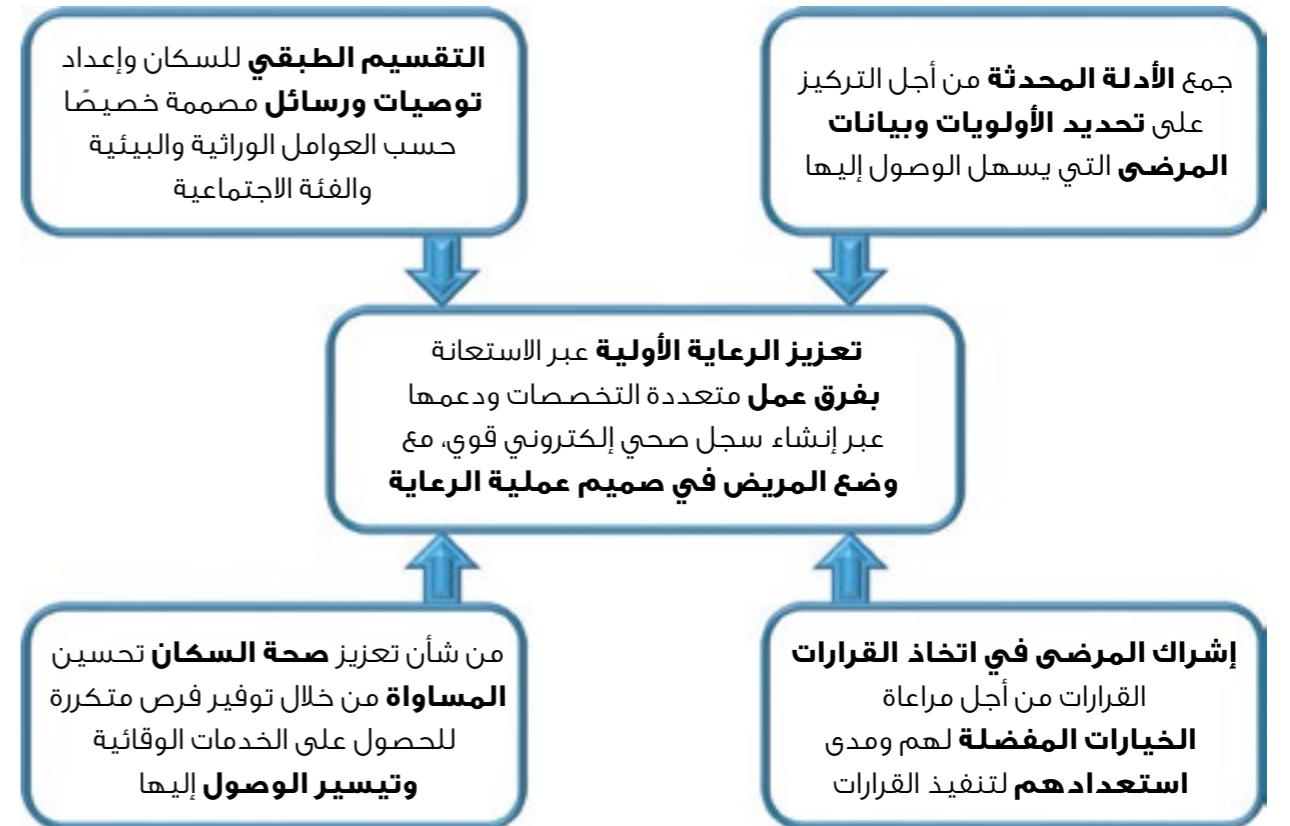 جمع الأدلة المحدثة من أجل التركيز
على تحديد الأولويات وبيانات
المرضى التي يسهل الوصول إليها
التقسيم الطبقي للسكان وإعداد
توصيات ورسائل مصممة خصيصًا
حسب العوامل الوراثية والبيئية
والفئة الاجتماعية
تعزيز الرعاية الأولية عبر الاستعانة
بفرق عمل متعددة التخصصات ودعمها
عبر إنشاء سجل صحي إلكتروني قوي، مع
وضع المريض في صميم عملية الرعاية
إشراك المرضى في اتخاذ القرارات
القرارات من أجل مراعاة
الخيارات المفضلة لهم ومدى
استعدادهم لتنفيذ القرارات
من شأن تعزيز صحة السكان تحسين
المساواة من خلال توفير فرص متكررة
للحصول على الخدمات الوقائية
وتيسير الوصول إليها